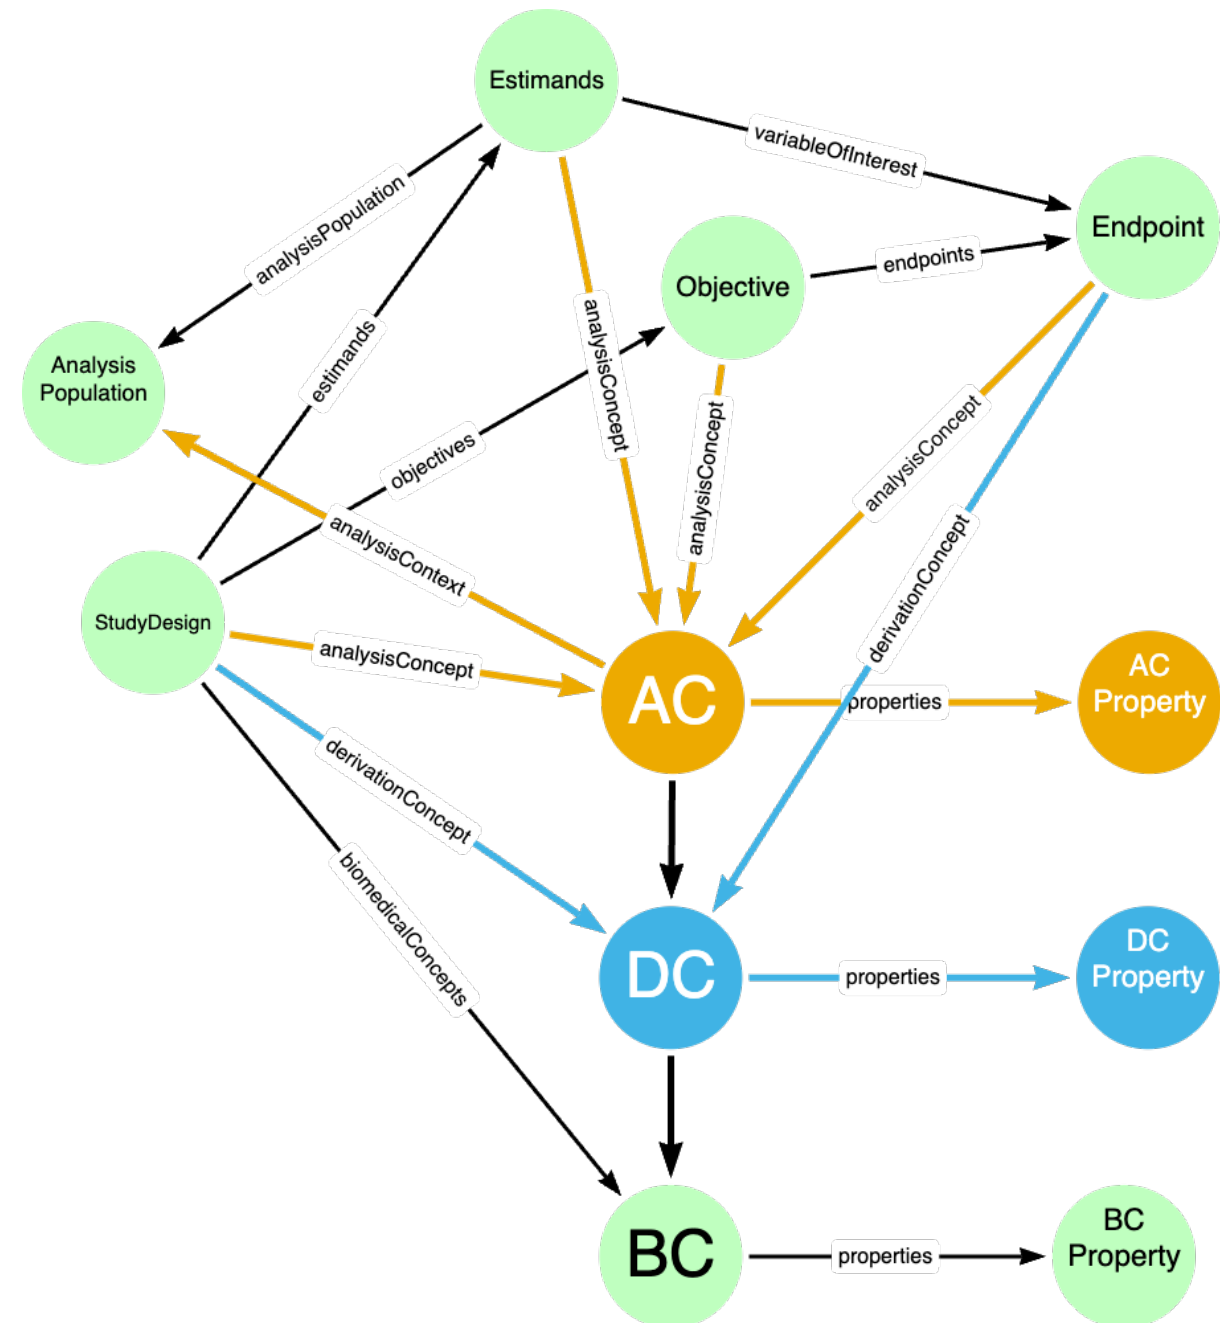 Estimands
variableOfInterest
analysisPopulation
Endpoint
Objective
endpoints
Analysis
Population
estimands
analysisConcept
objectives
analysisConcept
analysisConcept
analysisContext
derivationConcept
StudyDesign
analysisConcept
AC
properties
AC
Property
derivationConcept
biomedicalConcepts
DC
properties
DC
Property
BC
properties
BC
Property